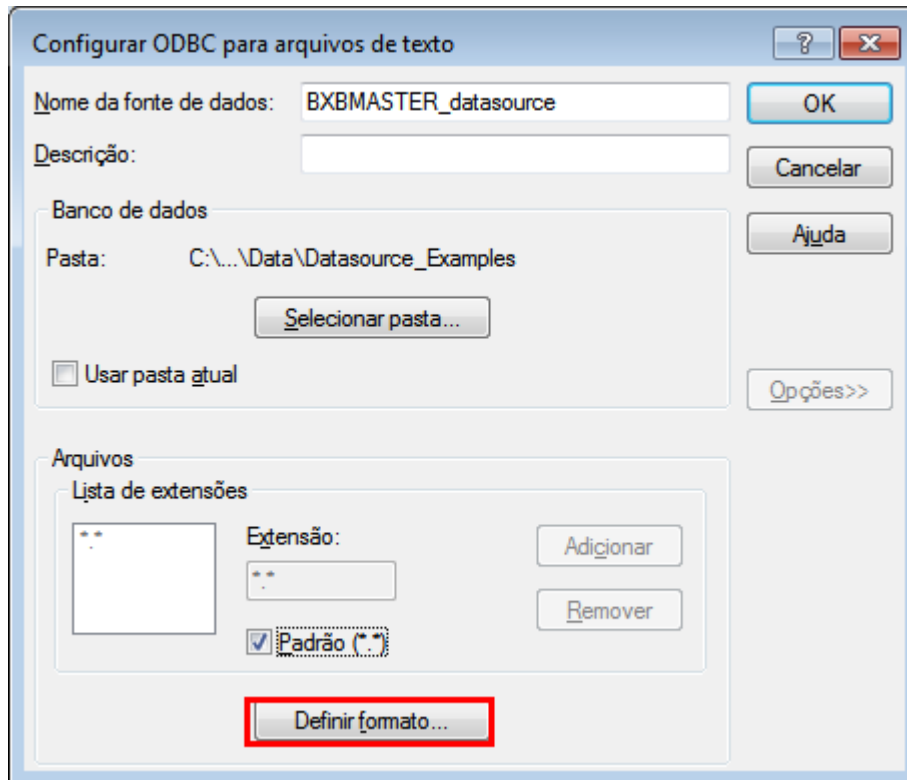 Configurar ODBC para arquivos de texto
Nome da fonte de dados: BXBMASTER_datasource
OK
Descrição:
Cancelar
Banco de dados
Ajuda
Pasta: C:\...\Data\Datasource_Examples
Selecionar pasta...
Usar pasta atual
Opções>>
Arquivos
Lista de extensões
*.*
Extensão:
Adicionar
*.*
Remover
Padrão (*.*)
Definir formato...